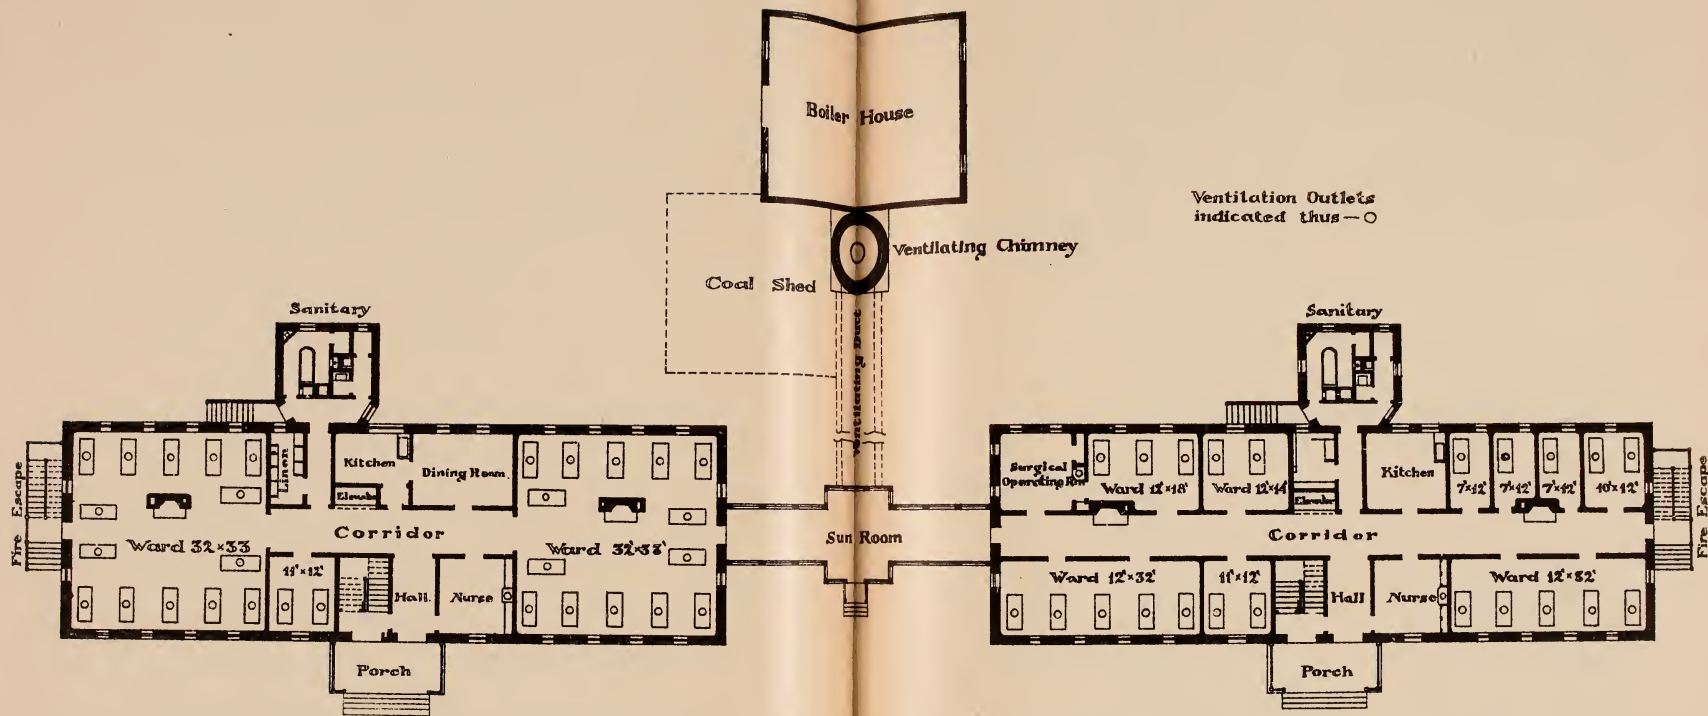 Boiler House
Ventilation Outlets
indicated thus — O
Ventilating Chimney
Coal Shed
Ventilating Duct
Sanitary
Sanitary
Fire Escape
Linen
Kitchen
Elevator
Dining Room
Ward 32×33
Corridor
Ward 32'×33'
11'×12'
Hall.
Nurse
Porch
Sun Room
Surgical
Operating Rm
Ward 12'×18'
Ward 12'×14'
Elevator
Kitchen
7'×12'
7'×12'
7'×12'
10'×12'
Fire Escape
Corridor
Ward 12'×32'
11'×12'
Hall
Nurse
Ward 12'×32'
Porch